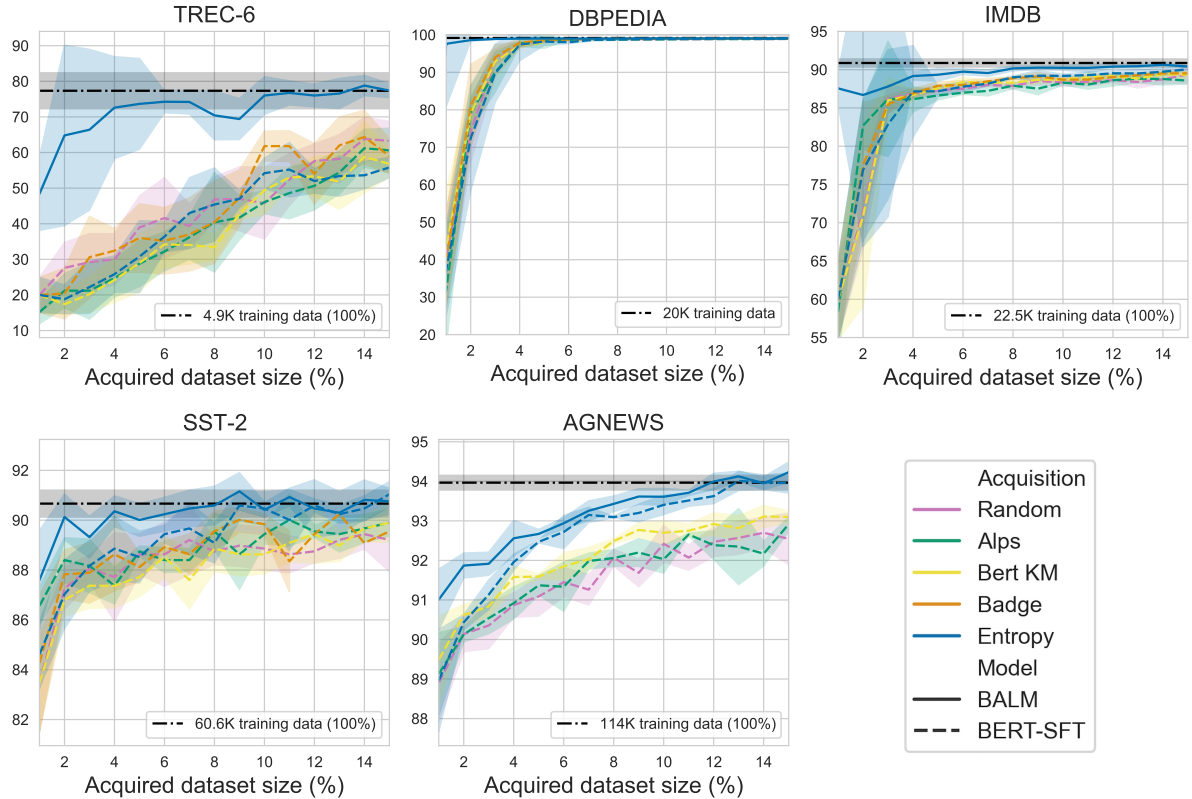 TREC-6
90
80
70
60
50
40
30
20
10
4.9K training data (100%)
2 4 6 8 10 12 14
Acquired dataset size (%)
DBPEDIA
100
90
80
70
60
50
40
30
20
20K training data
2 4 6 8 10 12 14
Acquired dataset size (%)
IMDB
95
90
85
80
75
70
65
60
55
22.5K training data (100%)
2 4 6 8 10 12 14
Acquired dataset size (%)
SST-2
92
90
88
86
84
82
60.6K training data (100%)
2 4 6 8 10 12 14
Acquired dataset size (%)
AGNEWS
95
94
93
92
91
90
89
88
114K training data (100%)
2 4 6 8 10 12 14
Acquired dataset size (%)
Acquisition
Random
Alps
Bert KM
Badge
Entropy
Model
BALM
BERT-SFT